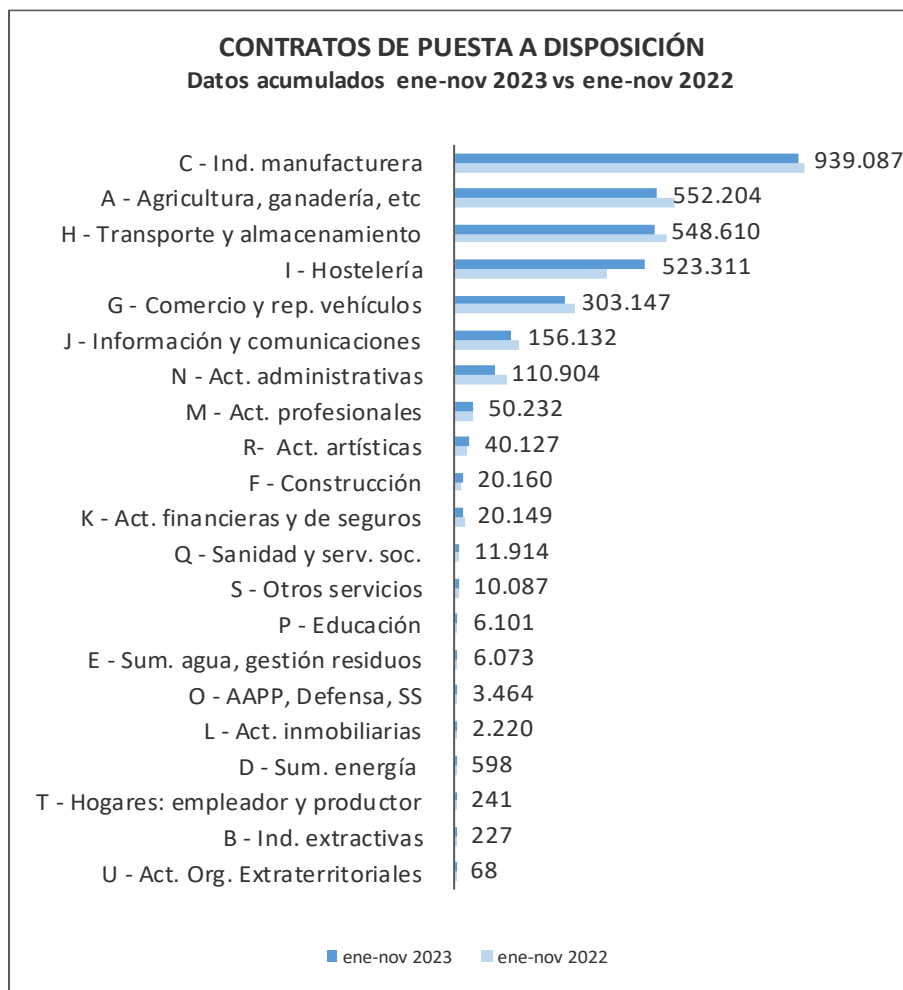 CONTRATOS DE PUESTA A DISPOSICIÓN
Datos acumulados ene-nov 2023 vs ene-nov 2022
C - Ind. manufacturera 939.087
A - Agricultura, ganadería, etc 552.204
H - Transporte y almacenamiento 548.610
I - Hostelería 523.311
G - Comercio y rep. vehículos 303.147
J - Información y comunicaciones 156.132
N - Act. administrativas 110.904
M - Act. profesionales 50.232
R- Act. artísticas 40.127
F - Construcción 20.160
K - Act. financieras y de seguros 20.149
Q - Sanidad y serv. soc. 11.914
S - Otros servicios 10.087
P - Educación 6.101
E - Sum. agua, gestión residuos 6.073
O - AAPP, Defensa, SS 3.464
L - Act. inmobiliarias 2.220
D - Sum. energía 598
T - Hogares: empleador y productor 241
B - Ind. extractivas 227
U - Act. Org. Extraterritoriales 68
ene-nov 2023 ene-nov 2022